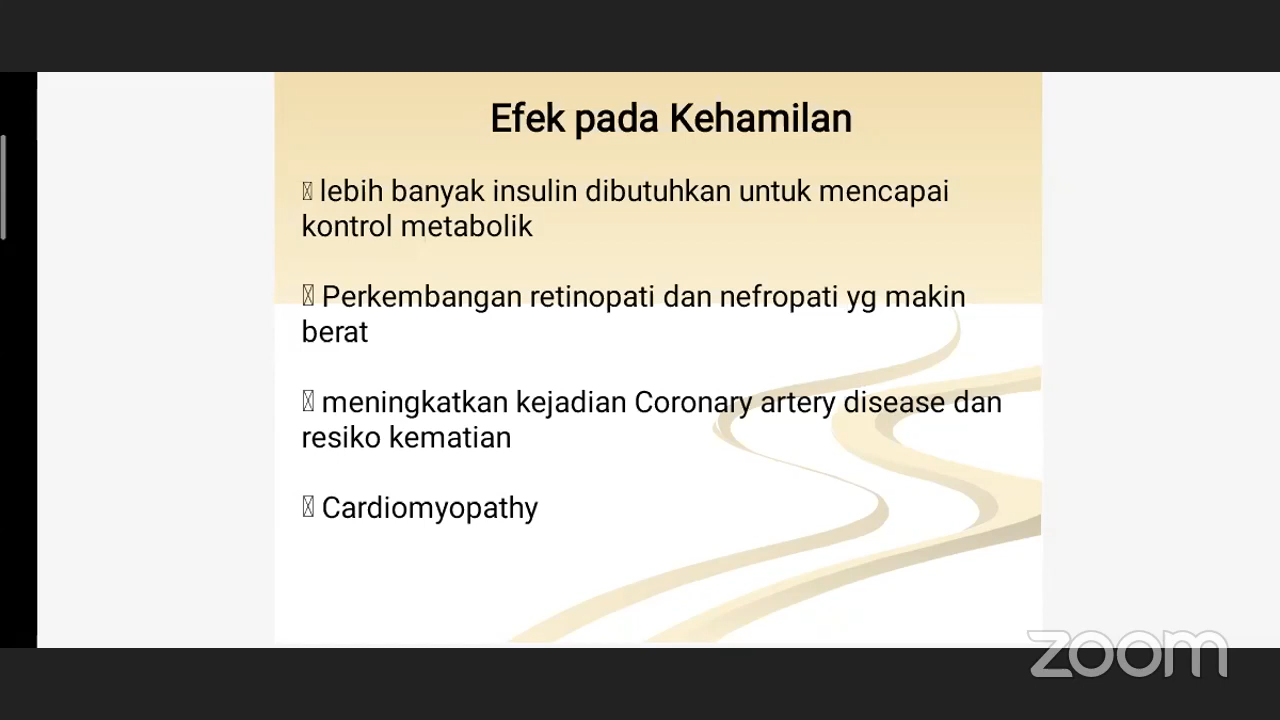 Efek pada Kehamilan
lebih banyak insulin dibutuhkan untuk mencapai
kontrol metabolik
Perkembangan retinopati dan nefropati yg makin
berat
meningkatkan kejadian Coronary artery disease dan
resiko kematian
Cardiomyopathy
zoom